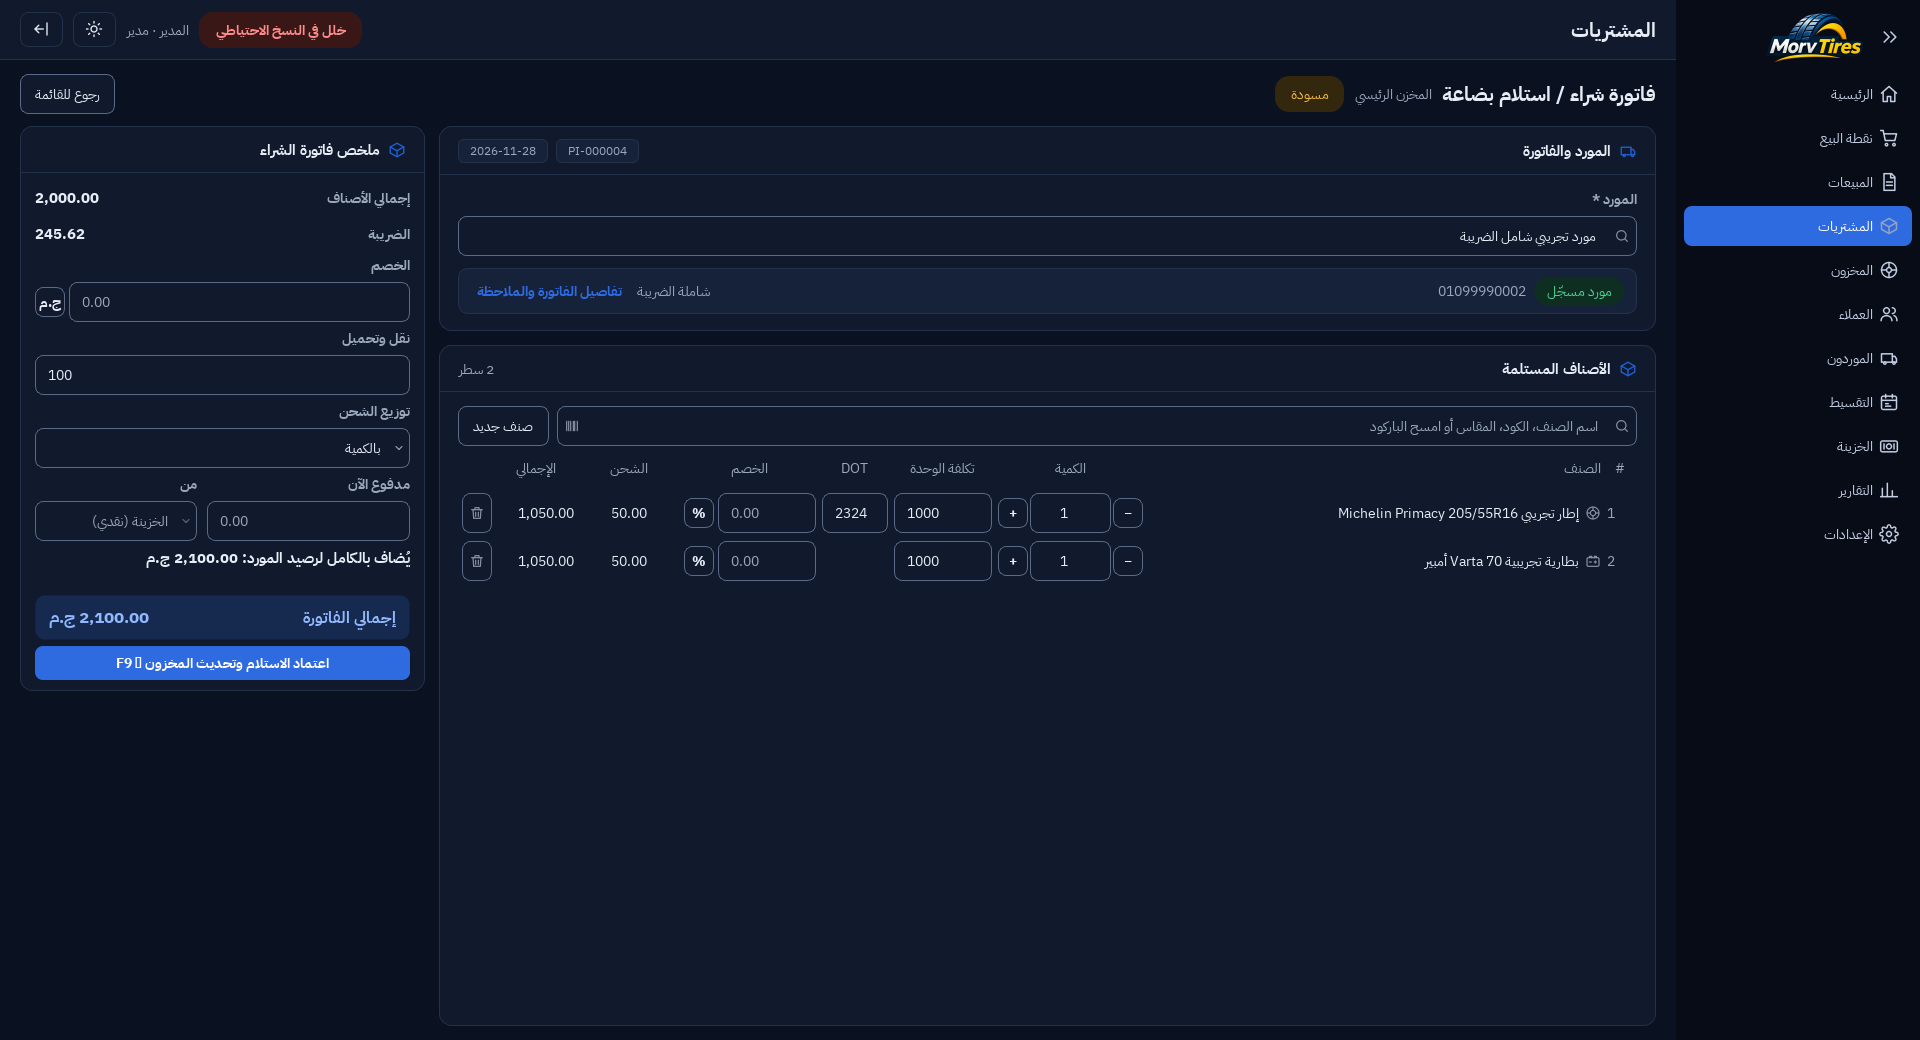 MorvTires
الرئيسية
نقطة البيع
المبيعات
المشتريات
المخزون
العملاء
الموردون
التقسيط
الخزينة
التقارير
الإعدادات
المشتريات
خلل في النسخ الاحتياطي
المدير · مدير
فاتورة شراء / استلام بضاعة
المخزن الرئيسي
مسودة
رجوع للقائمة
المورد والفاتورة
PI-000004
2026-11-28
المورد *
مورد تجريبي شامل الضريبة
مورد مسجّل
01099990002
شاملة الضريبة
تفاصيل الفاتورة والملاحظة
الأصناف المستلمة
2 سطر
اسم الصنف، الكود، المقاس أو امسح الباركود
صنف جديد
# الصنف الكمية تكلفة الوحدة DOT الخصم الشحن الإجمالي
1 إطار تجريبي Michelin Primacy 205/55R16 − 1 + 1000 2324 0.00 % 50.00 1,050.00
2 بطارية تجريبية Varta 70 أمبير − 1 + 1000 0.00 % 50.00 1,050.00
ملخص فاتورة الشراء
إجمالي الأصناف 2,000.00
الضريبة 245.62
الخصم
0.00 ج.م
نقل وتحميل
100
توزيع الشحن
بالكمية
مدفوع الآن من
0.00 الخزينة (نقدي)
يُضاف بالكامل لرصيد المورد: 2,100.00 ج.م
إجمالي الفاتورة 2,100.00 ج.م
اعتماد الاستلام وتحديث المخزون F9